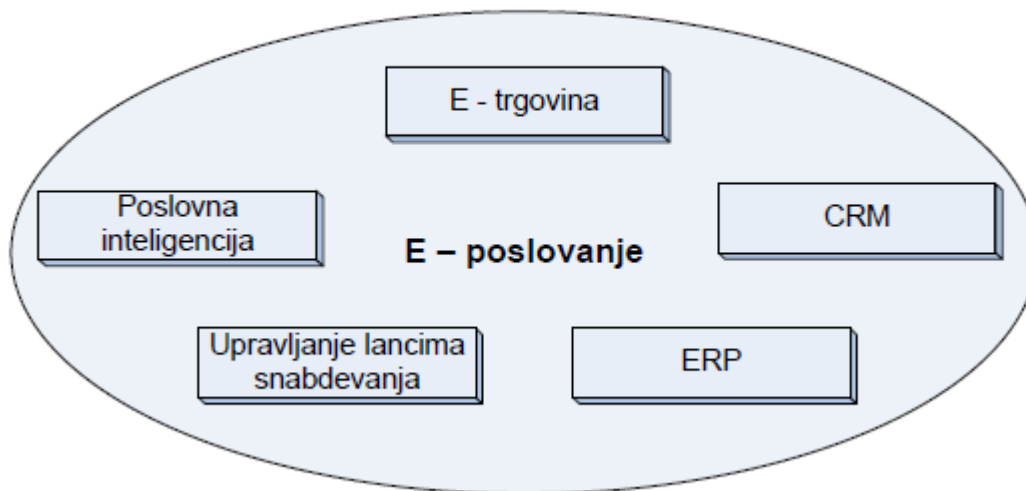 E - trgovina
Poslovna
inteligencija
CRM
E – poslovanje
Upravljanje lancima
snabdevanja
ERP